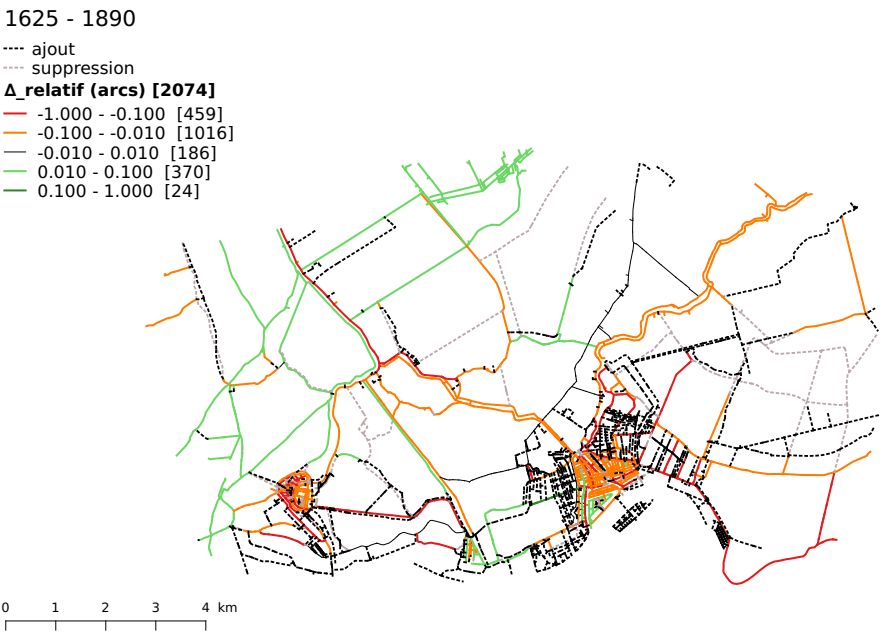 1625 - 1890
ajout
suppression
Δ_relatif (arcs) [2074]
-1.000 - -0.100 [459]
-0.100 - -0.010 [1016]
-0.010 - 0.010 [186]
0.010 - 0.100 [370]
0.100 - 1.000 [24]
0 1 2 3 4 km